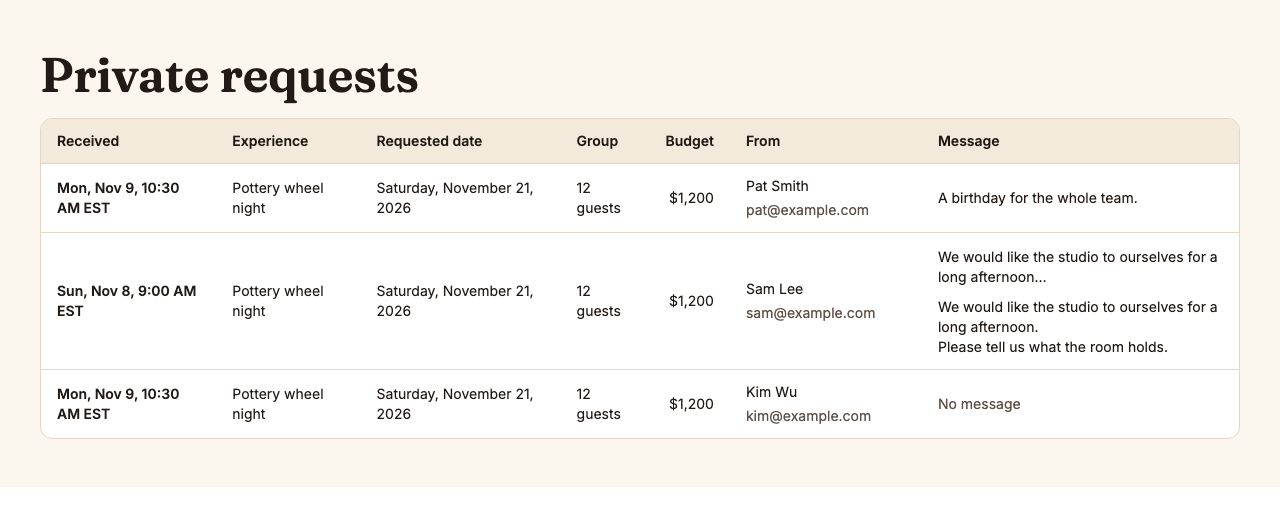 Private requests
Received Experience Requested date Group Budget From Message
Mon, Nov 9, 10:30
AM EST
Pottery wheel
night
Saturday, November 21,
2026
12
guests
$1,200
Pat Smith
pat@example.com
A birthday for the whole team.
Sun, Nov 8, 9:00 AM
EST
Pottery wheel
night
Saturday, November 21,
2026
12
guests
$1,200
Sam Lee
sam@example.com
We would like the studio to ourselves for a
long afternoon...
We would like the studio to ourselves for a
long afternoon.
Please tell us what the room holds.
Mon, Nov 9, 10:30
AM EST
Pottery wheel
night
Saturday, November 21,
2026
12
guests
$1,200
Kim Wu
kim@example.com
No message